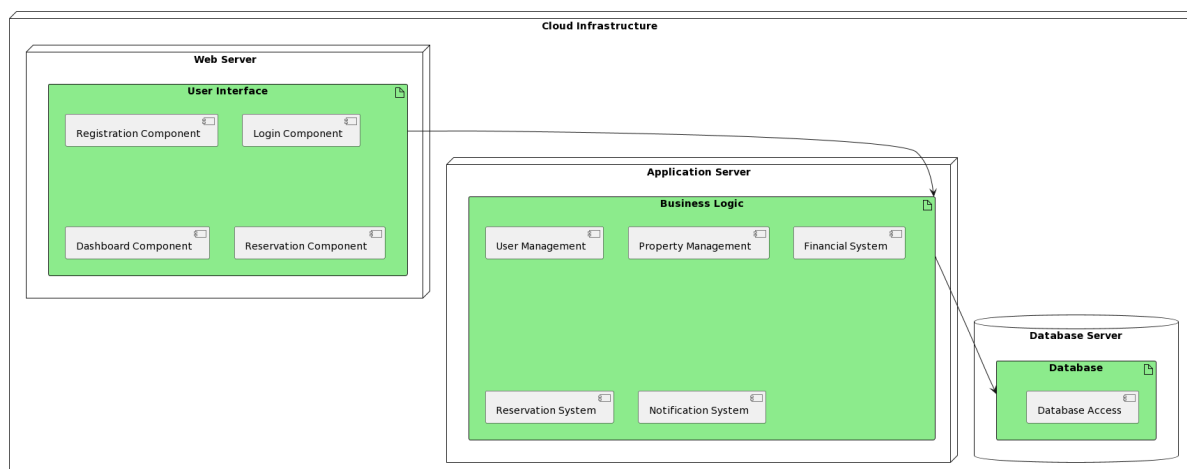 Cloud Infrastructure
Web Server
User Interface
Registration Component
Login Component
Dashboard Component
Reservation Component
Application Server
Business Logic
User Management
Property Management
Financial System
Reservation System
Notification System
Database Server
Database
Database Access